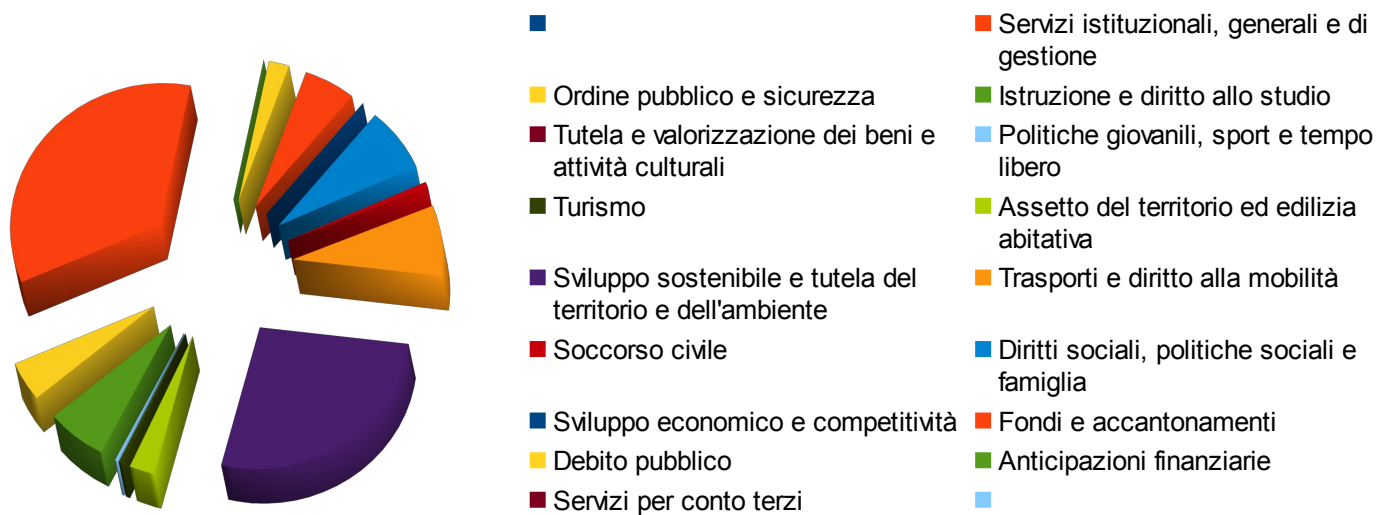 Servizi istituzionali, generali e di
gestione
Ordine pubblico e sicurezza
Istruzione e diritto allo studio
Tutela e valorizzazione dei beni e
attività culturali
Politiche giovanili, sport e tempo
libero
Turismo
Assetto del territorio ed edilizia
abitativa
Sviluppo sostenibile e tutela del
territorio e dell'ambiente
Trasporti e diritto alla mobilità
Soccorso civile
Diritti sociali, politiche sociali e
famiglia
Sviluppo economico e competitività
Fondi e accantonamenti
Debito pubblico
Anticipazioni finanziarie
Servizi per conto terzi